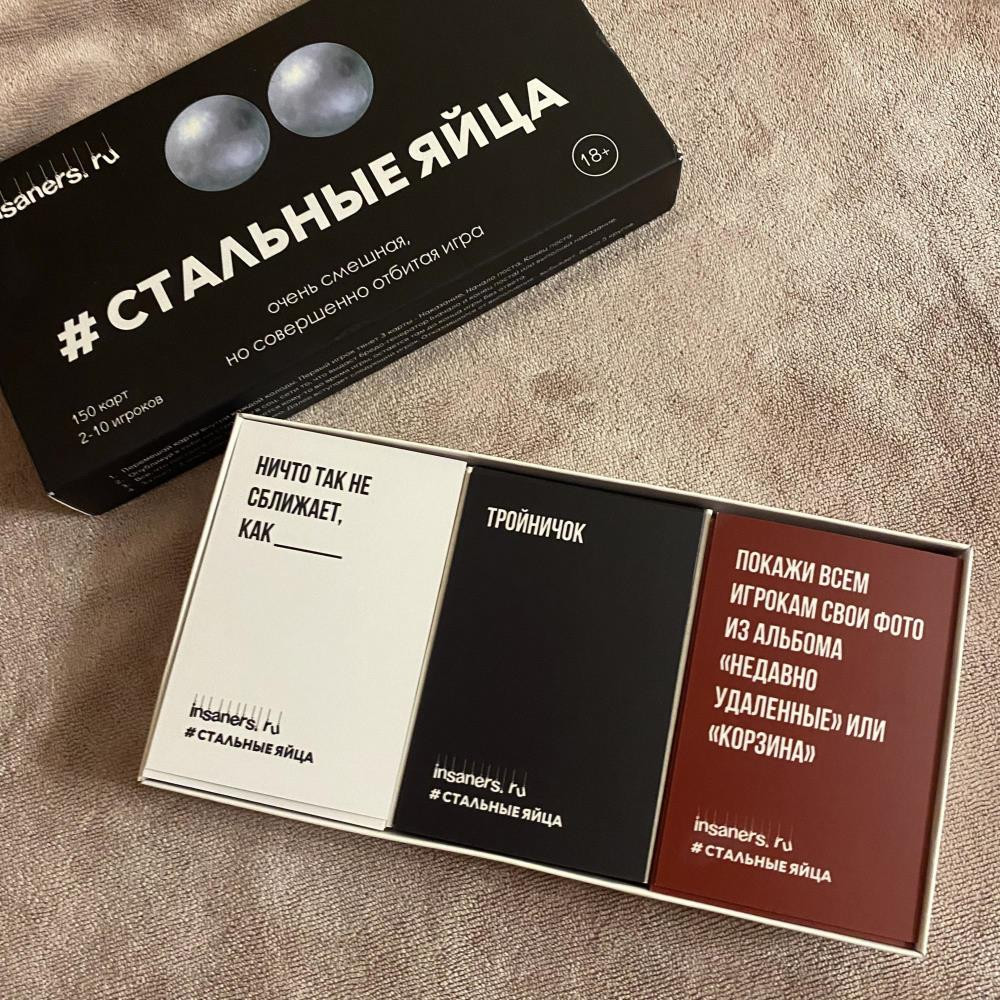 insaners. ru
# СТАЛЬНЫЕ ЯЙЦА
18+
очень смешная,
но совершенно отбитая игра
150 карт
2-10 игроков
НИЧТО ТАК НЕ
СБЛИЖАЕТ,
КАК
insaners. ru
# СТАЛЬНЫЕ ЯЙЦА
ТРОЙНИЧОК
insaners. ru
# СТАЛЬНЫЕ ЯЙЦА
ПОКАЖИ ВСЕМ
ИГРОКАМ СВОИ ФОТО
ИЗ АЛЬБОМА
«НЕДАВНО
УДАЛЕННЫЕ» ИЛИ
«КОРЗИНА»
insaners. ru
# СТАЛЬНЫЕ ЯЙЦА